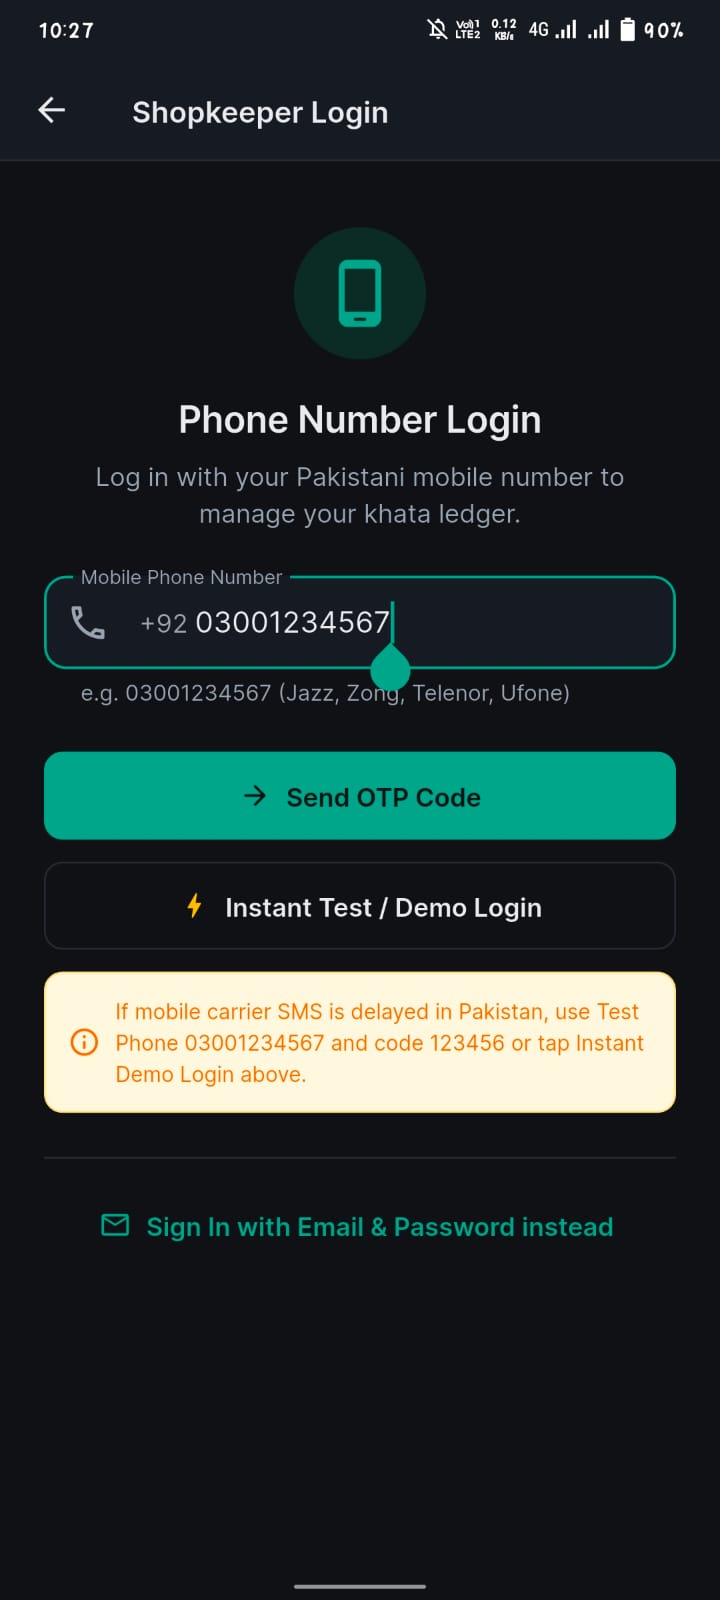 10:27
Vo)) 1
LTE2
0.12
KB/s
4G
90%
Shopkeeper Login
Phone Number Login
Log in with your Pakistani mobile number to
manage your khata ledger.
Mobile Phone Number
+92 03001234567
e.g. 03001234567 (Jazz, Zong, Telenor, Ufone)
→ Send OTP Code
Instant Test / Demo Login
If mobile carrier SMS is delayed in Pakistan, use Test
Phone 03001234567 and code 123456 or tap Instant
Demo Login above.
Sign In with Email & Password instead